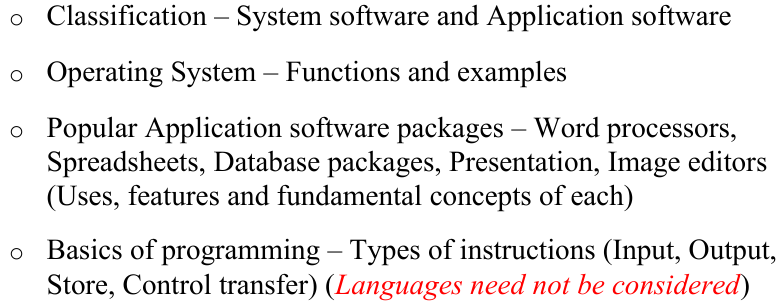 o Classification – System software and Application software
o Operating System – Functions and examples
o Popular Application software packages – Word processors,
Spreadsheets, Database packages, Presentation, Image editors
(Uses, features and fundamental concepts of each)
o Basics of programming – Types of instructions (Input, Output,
Store, Control transfer) (Languages need not be considered)